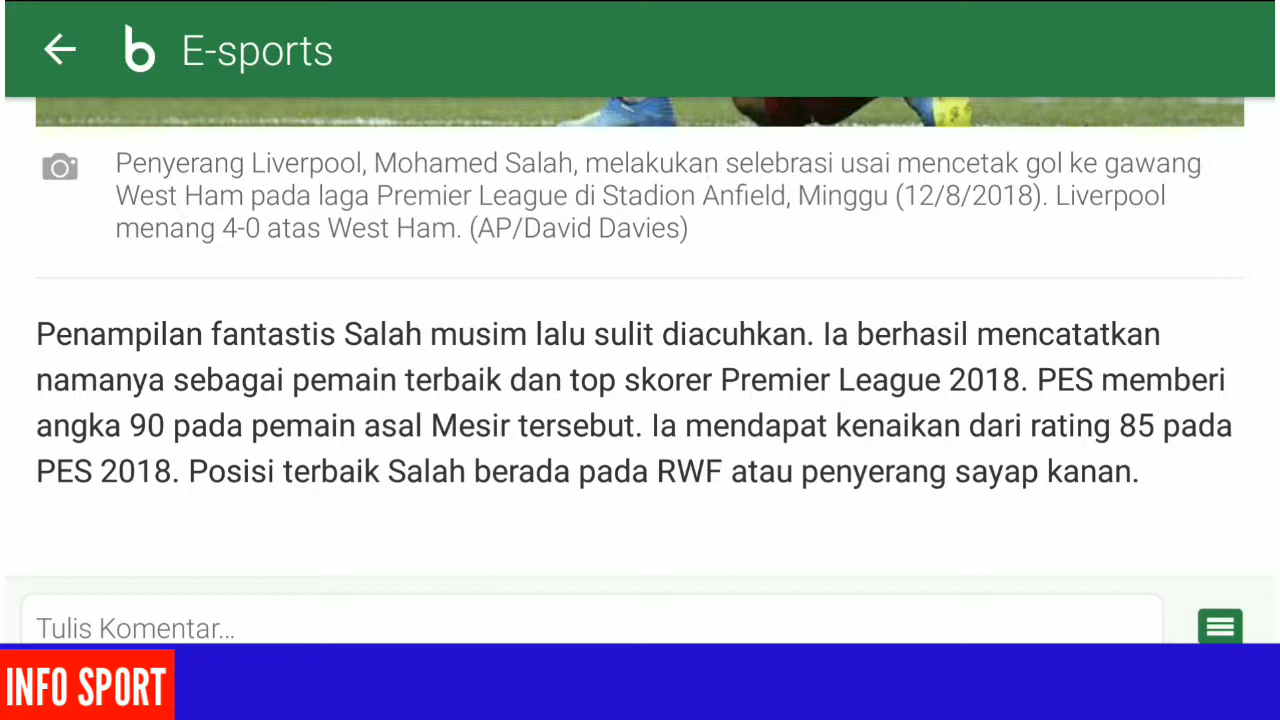 b E-sports
Penyerang Liverpool, Mohamed Salah, melakukan selebrasi usai mencetak gol ke gawang
West Ham pada laga Premier League di Stadion Anfield, Minggu (12/8/2018). Liverpool
menang 4-0 atas West Ham. (AP/David Davies)
Penampilan fantastis Salah musim lalu sulit diacuhkan. Ia berhasil mencatatkan
namanya sebagai pemain terbaik dan top skorer Premier League 2018. PES memberi
angka 90 pada pemain asal Mesir tersebut. Ia mendapat kenaikan dari rating 85 pada
PES 2018. Posisi terbaik Salah berada pada RWF atau penyerang sayap kanan.
Tulis Komentar...
INFO SPORT